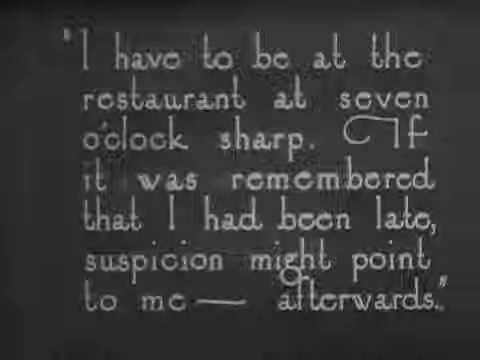 "I have to be at the
restaurant at seven
o'clock sharp. If
it was remembered
that I had been late,
suspicion might point
to me — afterwards."